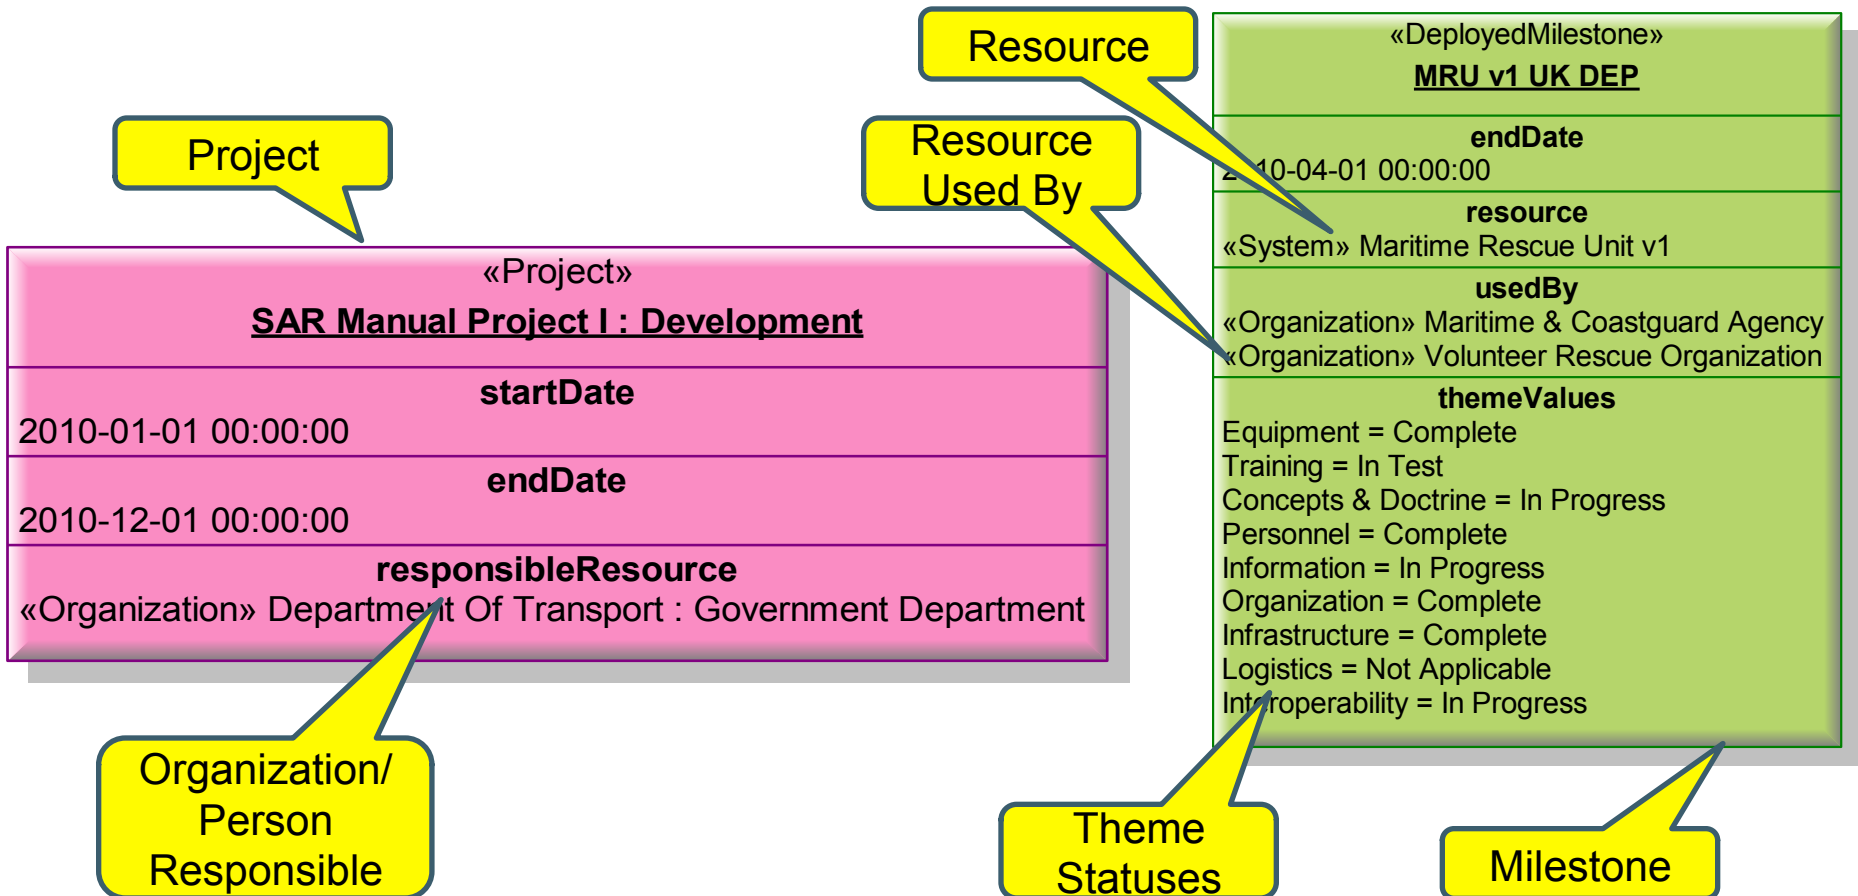 Project
«Project»
SAR Manual Project I : Development
startDate
2010-01-01 00:00:00
endDate
2010-12-01 00:00:00
responsibleResource
«Organization» Department Of Transport : Government Department
Organization/
Person
Responsible
Resource
Resource
Used By
«DeployedMilestone»
MRU v1 UK DEP
endDate
2010-04-01 00:00:00
resource
«System» Maritime Rescue Unit v1
usedBy
«Organization» Maritime & Coastguard Agency
«Organization» Volunteer Rescue Organization
themeValues
Equipment = Complete
Training = In Test
Concepts & Doctrine = In Progress
Personnel = Complete
Information = In Progress
Organization = Complete
Infrastructure = Complete
Logistics = Not Applicable
Interoperability = In Progress
Theme
Statuses
Milestone